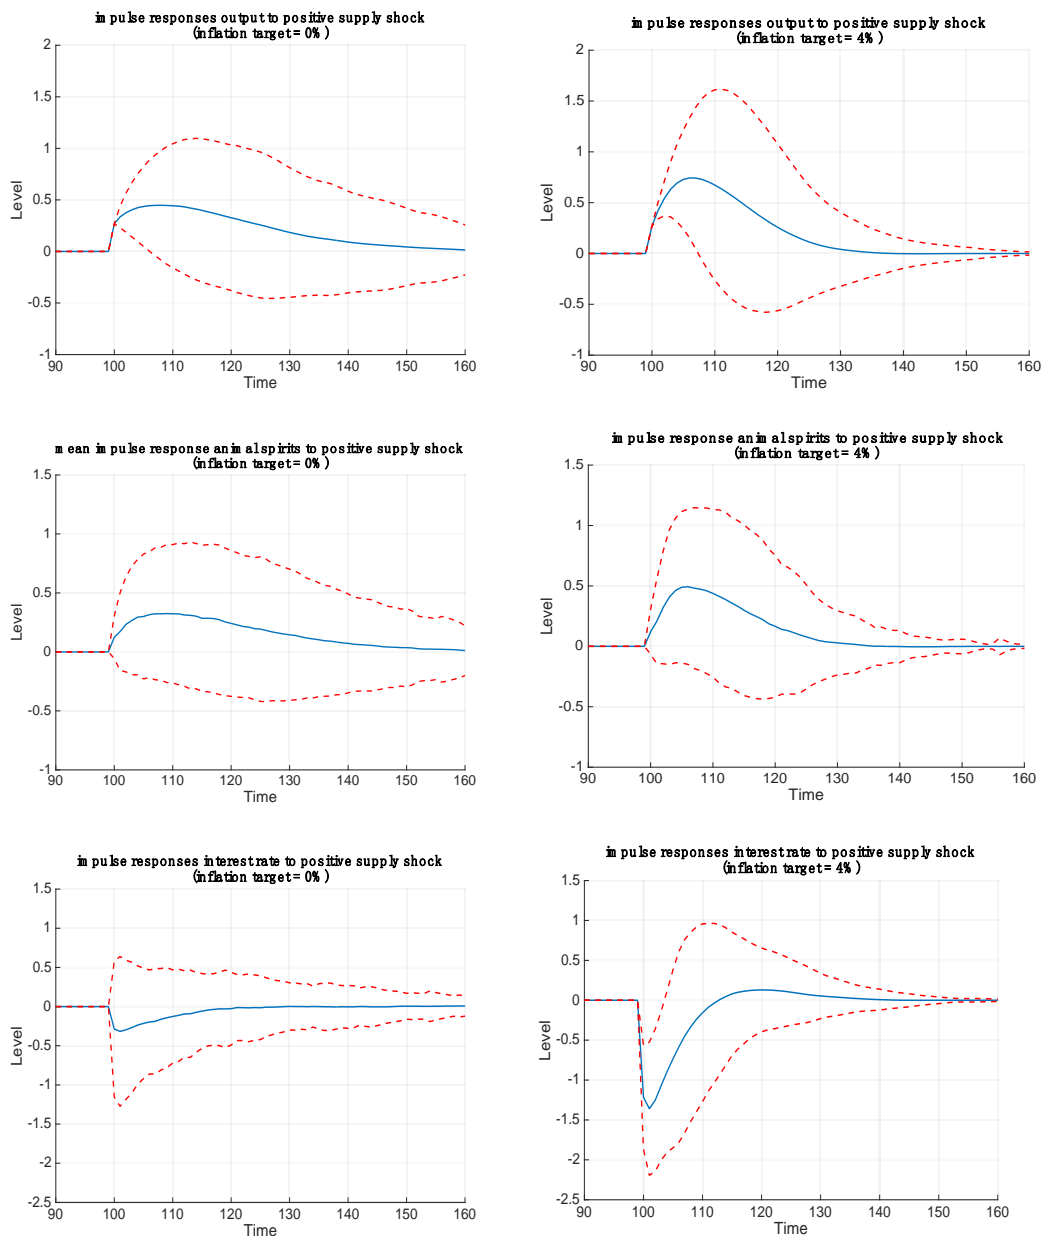 impulse responses output to positive supply shock
(inflation target = 0%)
2
1.5
1
0.5
0
-0.5
-1
Level
90 100 110 120 130 140 150 160
Time
impulse responses output to positive supply shock
(inflation target = 4%)
2
1.5
1
0.5
0
-0.5
-1
Level
90 100 110 120 130 140 150 160
Time
mean impulse response animal spirits to positive supply shock
(inflation target = 0%)
1.5
1
0.5
0
-0.5
-1
Level
90 100 110 120 130 140 150 160
Time
impulse response animal spirits to positive supply shock
(inflation target = 4%)
1.5
1
0.5
0
-0.5
-1
Level
90 100 110 120 130 140 150 160
Time
impulse responses interest rate to positive supply shock
(inflation target = 0%)
1.5
1
0.5
0
-0.5
-1
-1.5
-2
-2.5
Level
90 100 110 120 130 140 150 160
Time
impulse responses interest rate to positive supply shock
(inflation target = 4%)
1.5
1
0.5
0
-0.5
-1
-1.5
-2
-2.5
Level
90 100 110 120 130 140 150 160
Time